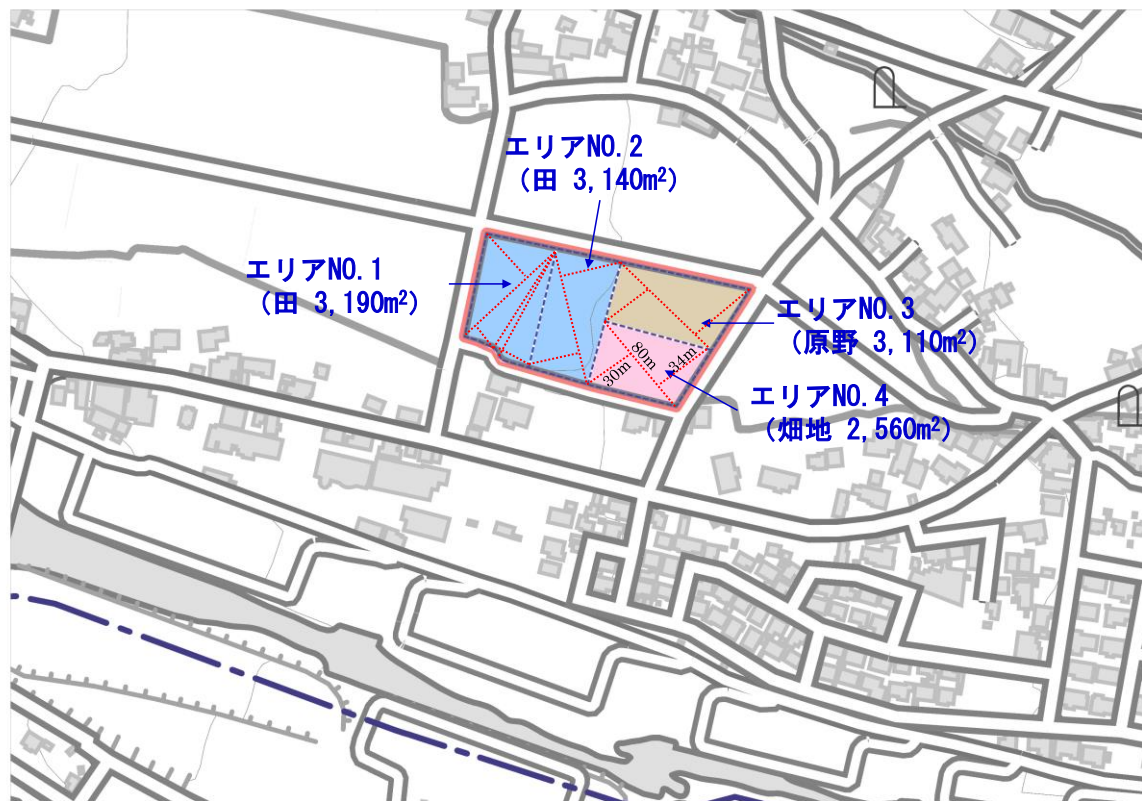 エリアNO.2
（田 3,140m²）
エリアNO.1
（田 3,190m²）
エリアNO.3
（原野 3,110m²）
80m
34m
30m
エリアNO.4
（畑地 2,560m²）